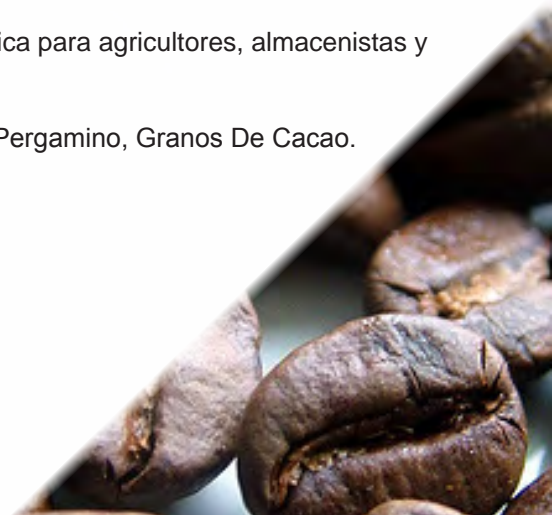 ica para agricultores, almacenistas y
Pergamino, Granos De Cacao.